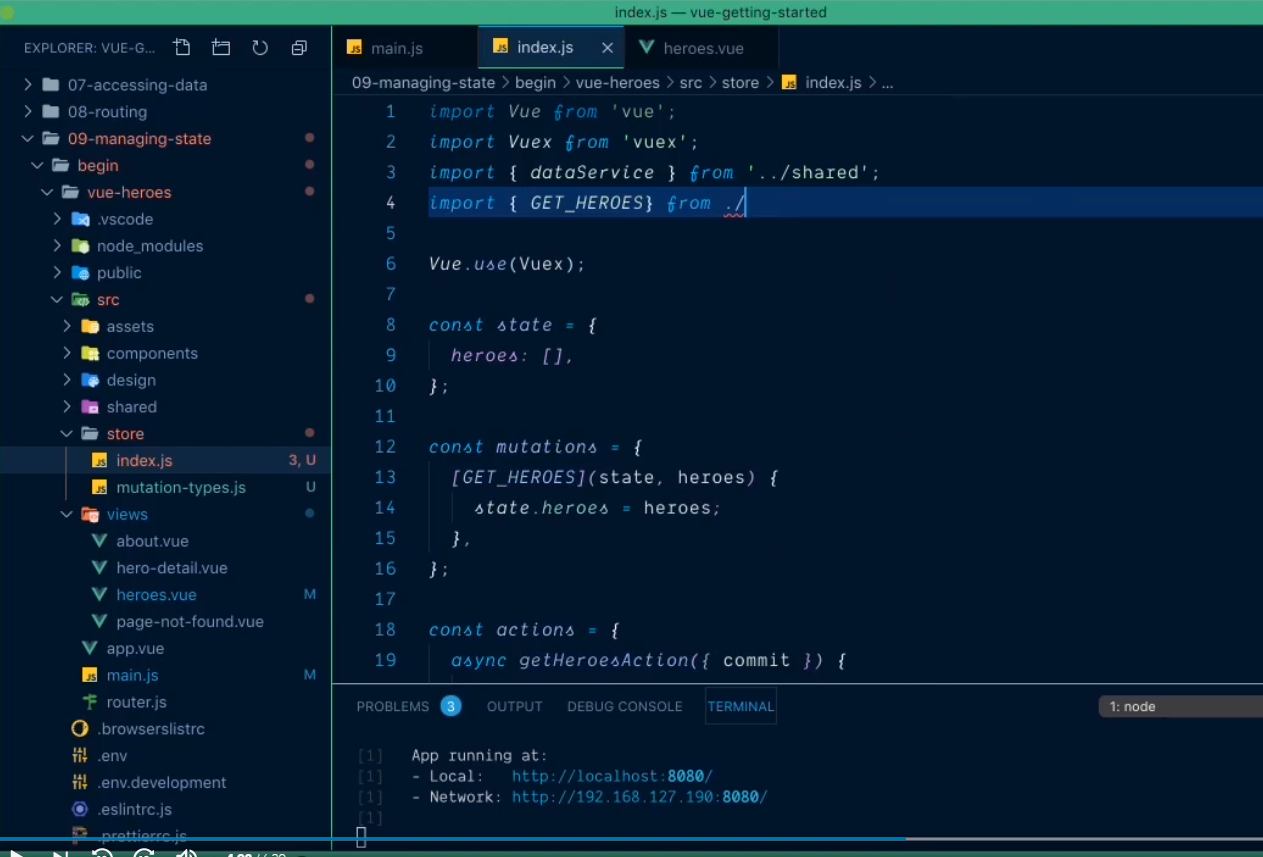 index.js — vue-getting-started
EXPLORER: VUE-G...
main.js
index.js
heroes.vue
09-managing-state > begin > vue-heroes > src > store > index.js > ...
07-accessing-data
08-routing
09-managing-state
begin
vue-heroes
.vscode
node_modules
public
src
assets
components
design
shared
store
index.js 3, U
mutation-types.js U
views
about.vue
hero-detail.vue
heroes.vue M
page-not-found.vue
app.vue
main.js M
router.js
.browserslistrc
.env
.env.development
.eslintrc.js
.prettierrc.js
1 import Vue from 'vue';
2 import Vuex from 'vuex';
3 import { dataService } from '../shared';
4 import { GET_HEROES} from ./
5
6 Vue.use(Vuex);
7
8 const state = {
9 heroes: [],
10 };
11
12 const mutations = {
13 [GET_HEROES](state, heroes) {
14 state.heroes = heroes;
15 },
16 };
17
18 const actions = {
19 async getHeroesAction({ commit }) {
PROBLEMS 3 OUTPUT DEBUG CONSOLE TERMINAL 1: node
[1] App running at:
[1] - Local: http://localhost:8080/
[1] - Network: http://192.168.127.190:8080/
[1]